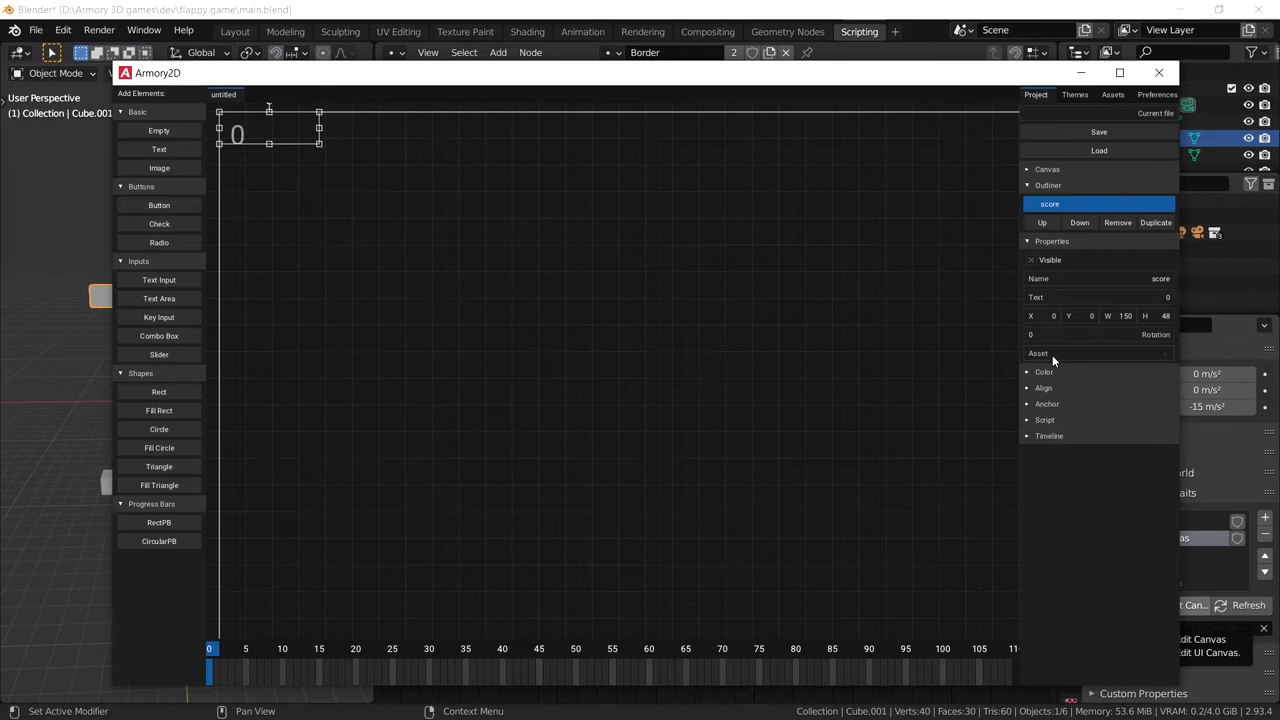 Blender* [D:\Armory 3D games\dev\flappy game\main.blend]
File Edit Render Window Help Layout Modeling Sculpting UV Editing Texture Paint Shading Animation Rendering Compositing Geometry Nodes Scripting + Scene View Layer
Global View Select Add Node Border 2
Object Mode
User Perspective
(1) Collection | Cube.001
Armory2D
Add Elements:
Basic
Empty
Text
Image
Buttons
Button
Check
Radio
Inputs
Text Input
Text Area
Key Input
Combo Box
Slider
Shapes
Rect
Fill Rect
Circle
Fill Circle
Triangle
Fill Triangle
Progress Bars
RectPB
CircularPB
untitled
0
0 5 10 15 20 25 30 35 40 45 50 55 60 65 70 75 80 85 90 95 100 105 11
Project Themes Assets Preferences
Current file
Save
Load
Canvas
Outliner
score
Up Down Remove Duplicate
Properties
Visible
Name score
Text 0
X 0 Y 0 W 150 H 48
0 Rotation
Asset
Color
Align
Anchor
Script
Timeline
3
0 m/s²
0 m/s²
-15 m/s²
orld
raits
as
t Can... Refresh
Edit Canvas
Edit UI Canvas.
Custom Properties
Set Active Modifier Pan View Context Menu Collection | Cube.001 | Verts:40 | Faces:30 | Tris:60 | Objects:1/6 | Memory: 53.6 MiB | VRAM: 0.2/4.0 GiB | 2.93.4